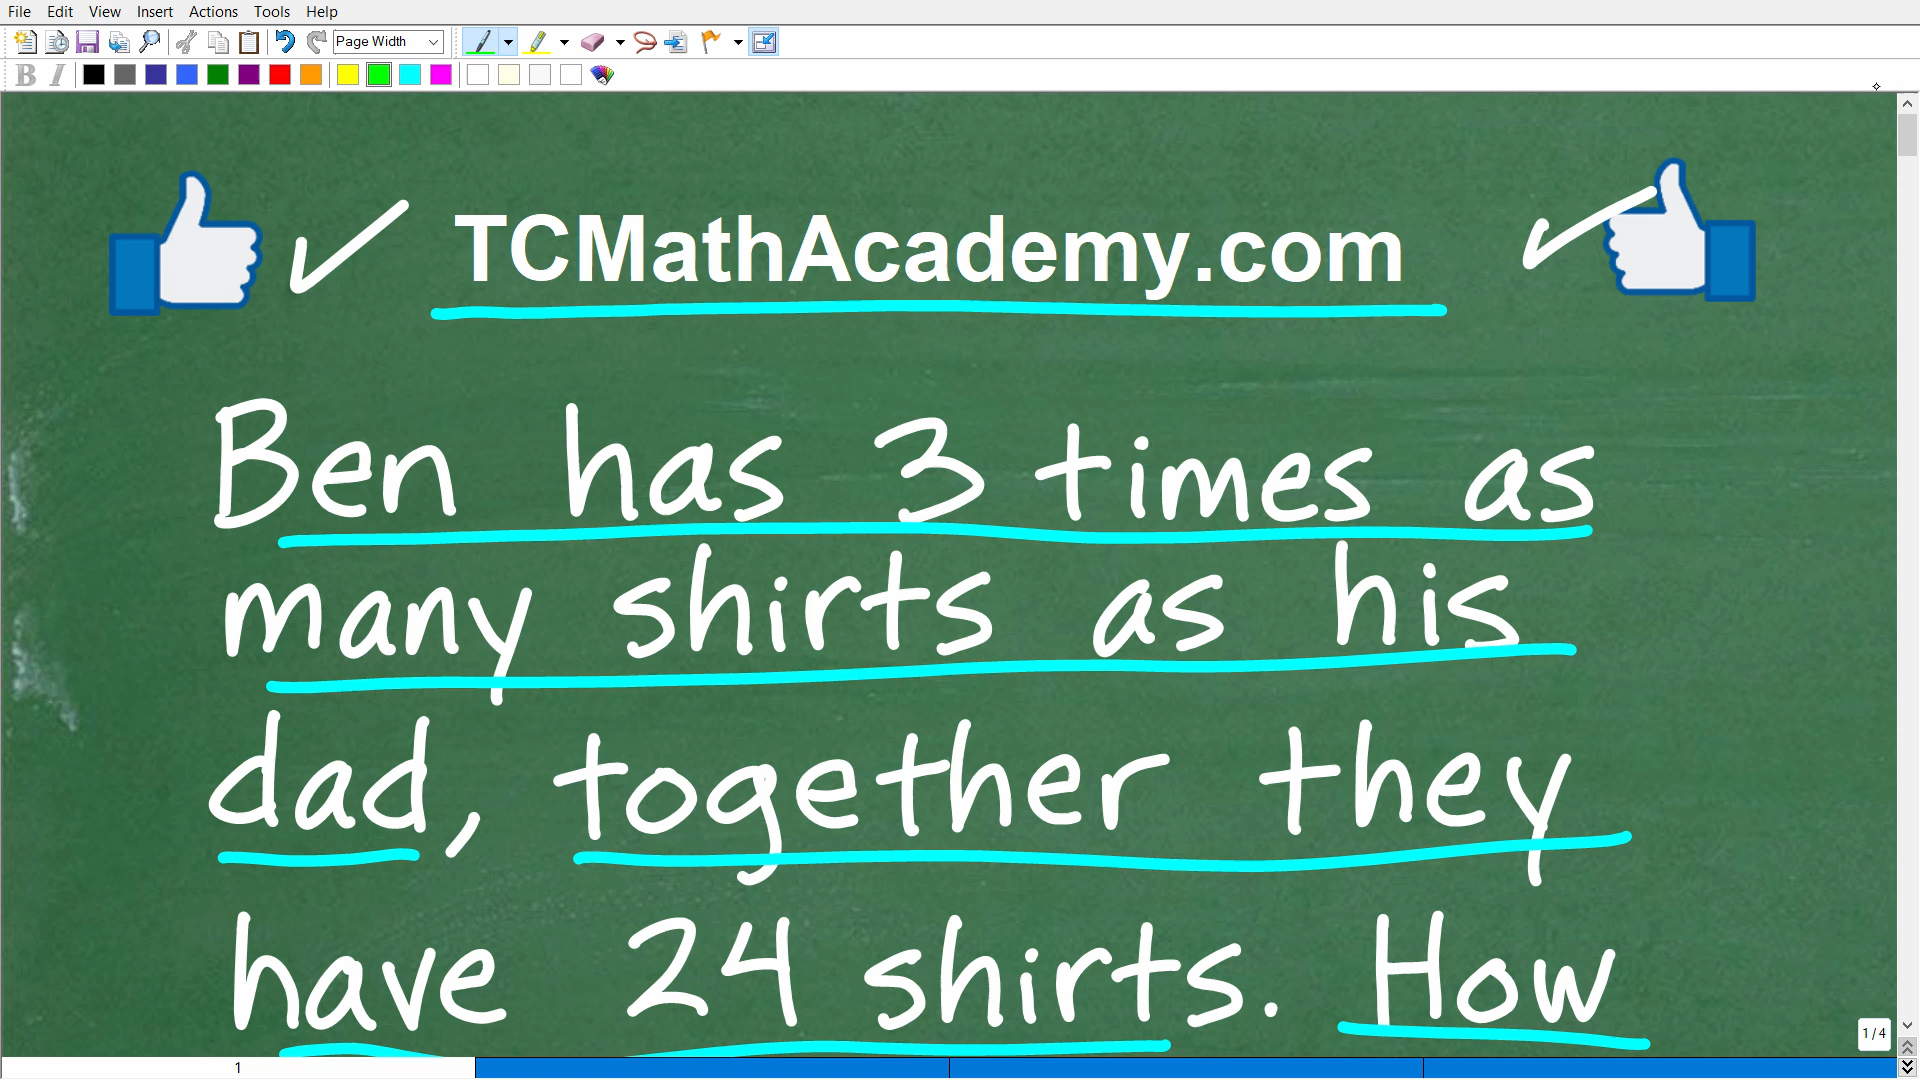 File Edit View Insert Actions Tools Help
Page Width
B I
TCMathAcademy.com
Ben has 3 times as
many shirts as his
dad, together they
have 24 shirts. How
1 / 4
1